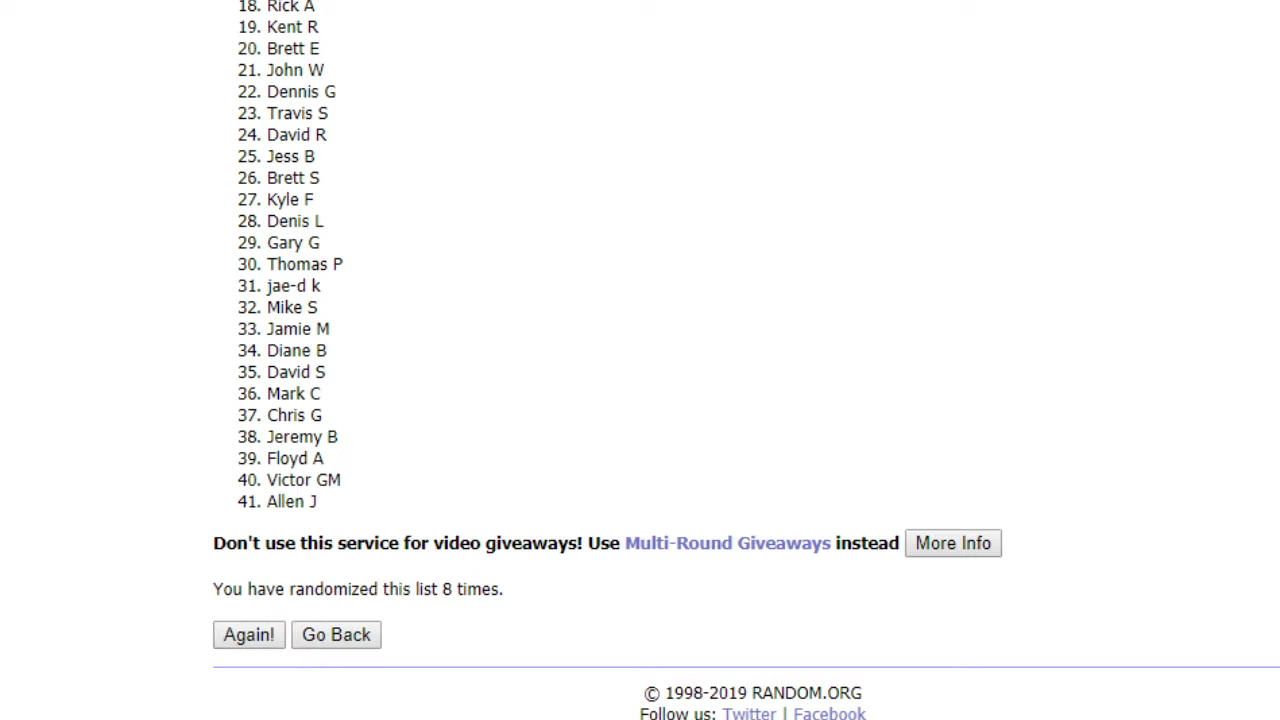 18. Rick A
19. Kent R
20. Brett E
21. John W
22. Dennis G
23. Travis S
24. David R
25. Jess B
26. Brett S
27. Kyle F
28. Denis L
29. Gary G
30. Thomas P
31. jae-d k
32. Mike S
33. Jamie M
34. Diane B
35. David S
36. Mark C
37. Chris G
38. Jeremy B
39. Floyd A
40. Victor GM
41. Allen J
Don't use this service for video giveaways! Use Multi-Round Giveaways instead More Info
You have randomized this list 8 times.
Again! Go Back
© 1998-2019 RANDOM.ORG
Follow us: Twitter | Facebook